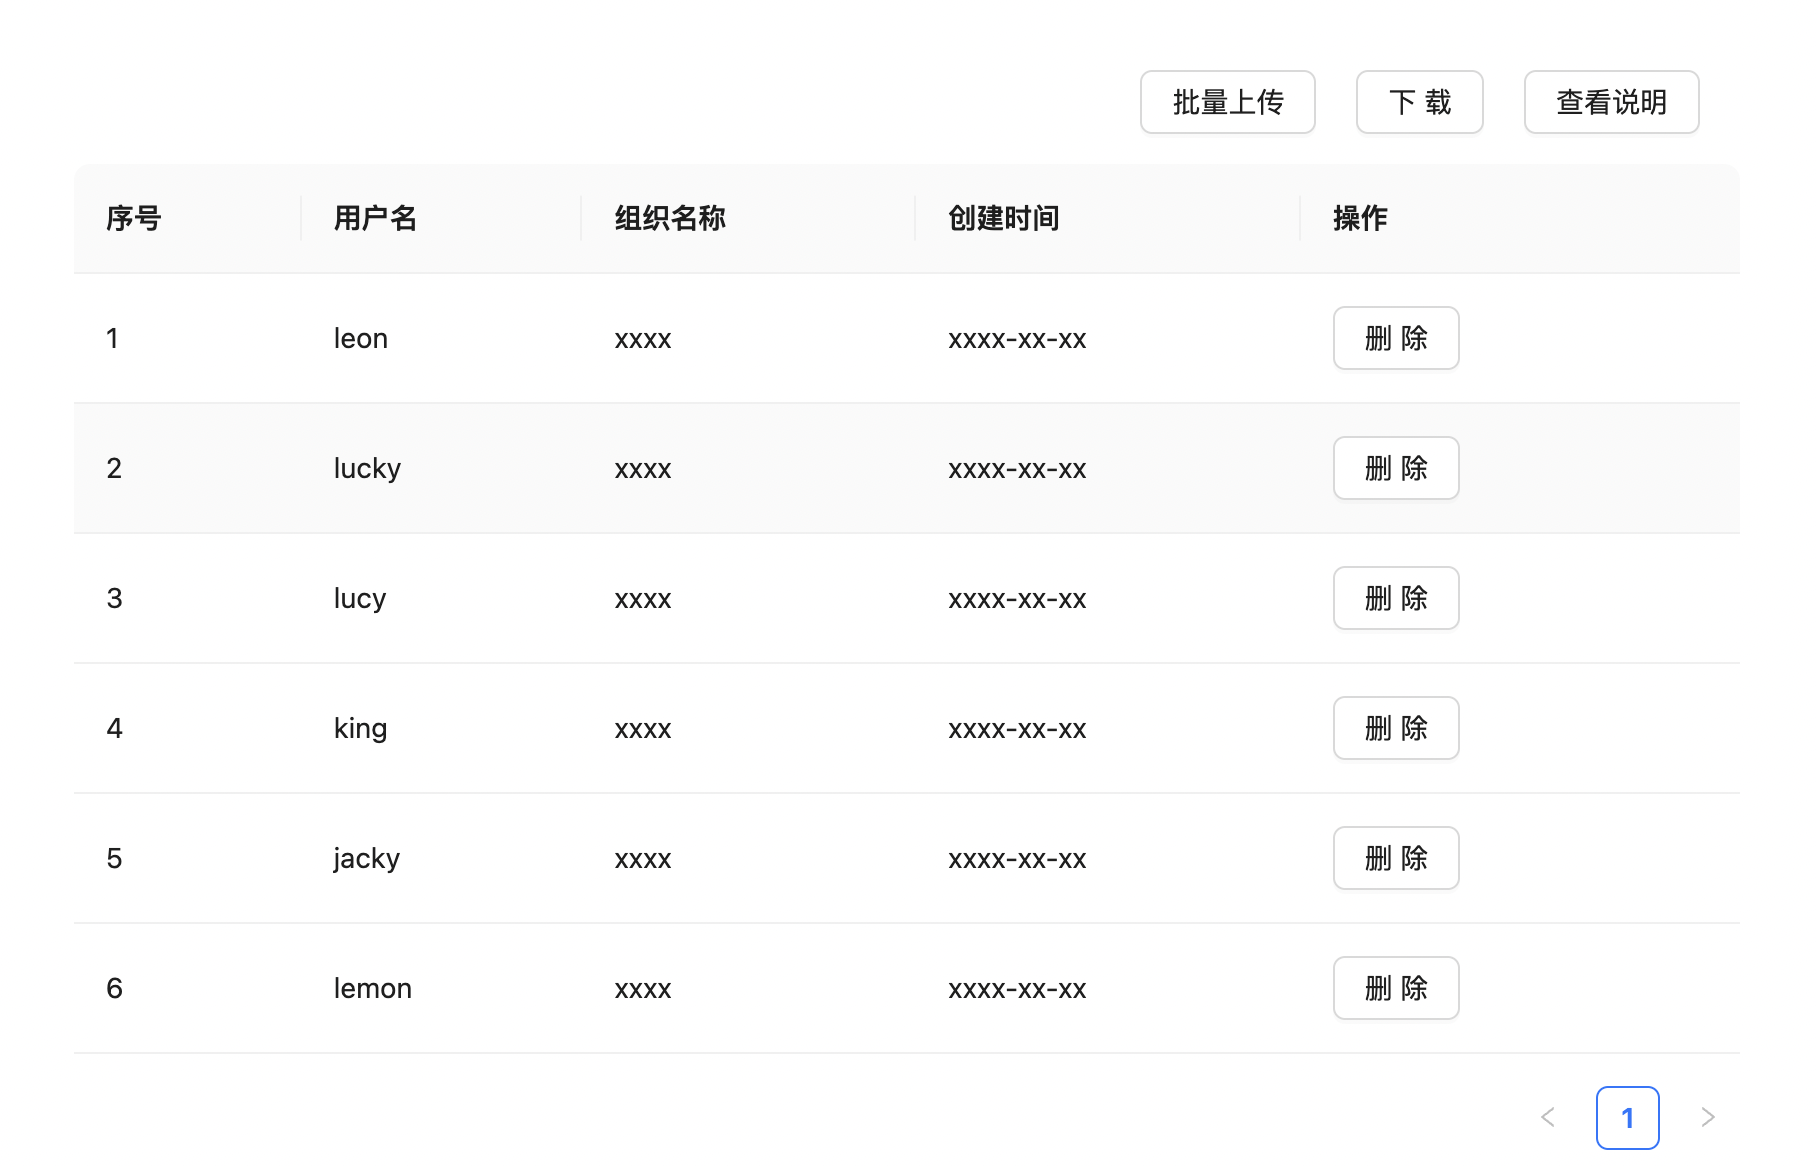 批量上传 下 载 查看说明
序号 用户名 组织名称 创建时间 操作
1 leon xxxx xxxx-xx-xx 删 除
2 lucky xxxx xxxx-xx-xx 删 除
3 lucy xxxx xxxx-xx-xx 删 除
4 king xxxx xxxx-xx-xx 删 除
5 jacky xxxx xxxx-xx-xx 删 除
6 lemon xxxx xxxx-xx-xx 删 除
< 1 >